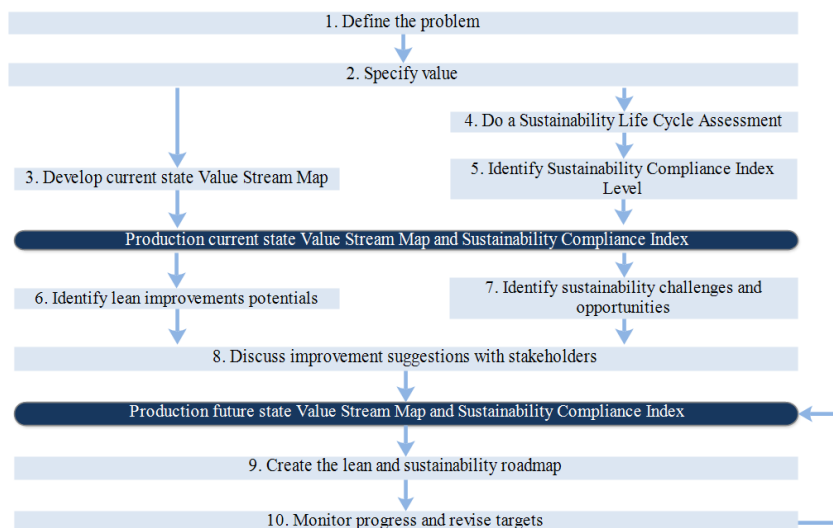 1. Define the problem
2. Specify value
4. Do a Sustainability Life Cycle Assessment
3. Develop current state Value Stream Map
5. Identify Sustainability Compliance Index
Level
Production current state Value Stream Map and Sustainability Compliance Index
6. Identify lean improvements potentials
7. Identify sustainability challenges and
opportunities
8. Discuss improvement suggestions with stakeholders
Production future state Value Stream Map and Sustainability Compliance Index
9. Create the lean and sustainability roadmap
10. Monitor progress and revise targets